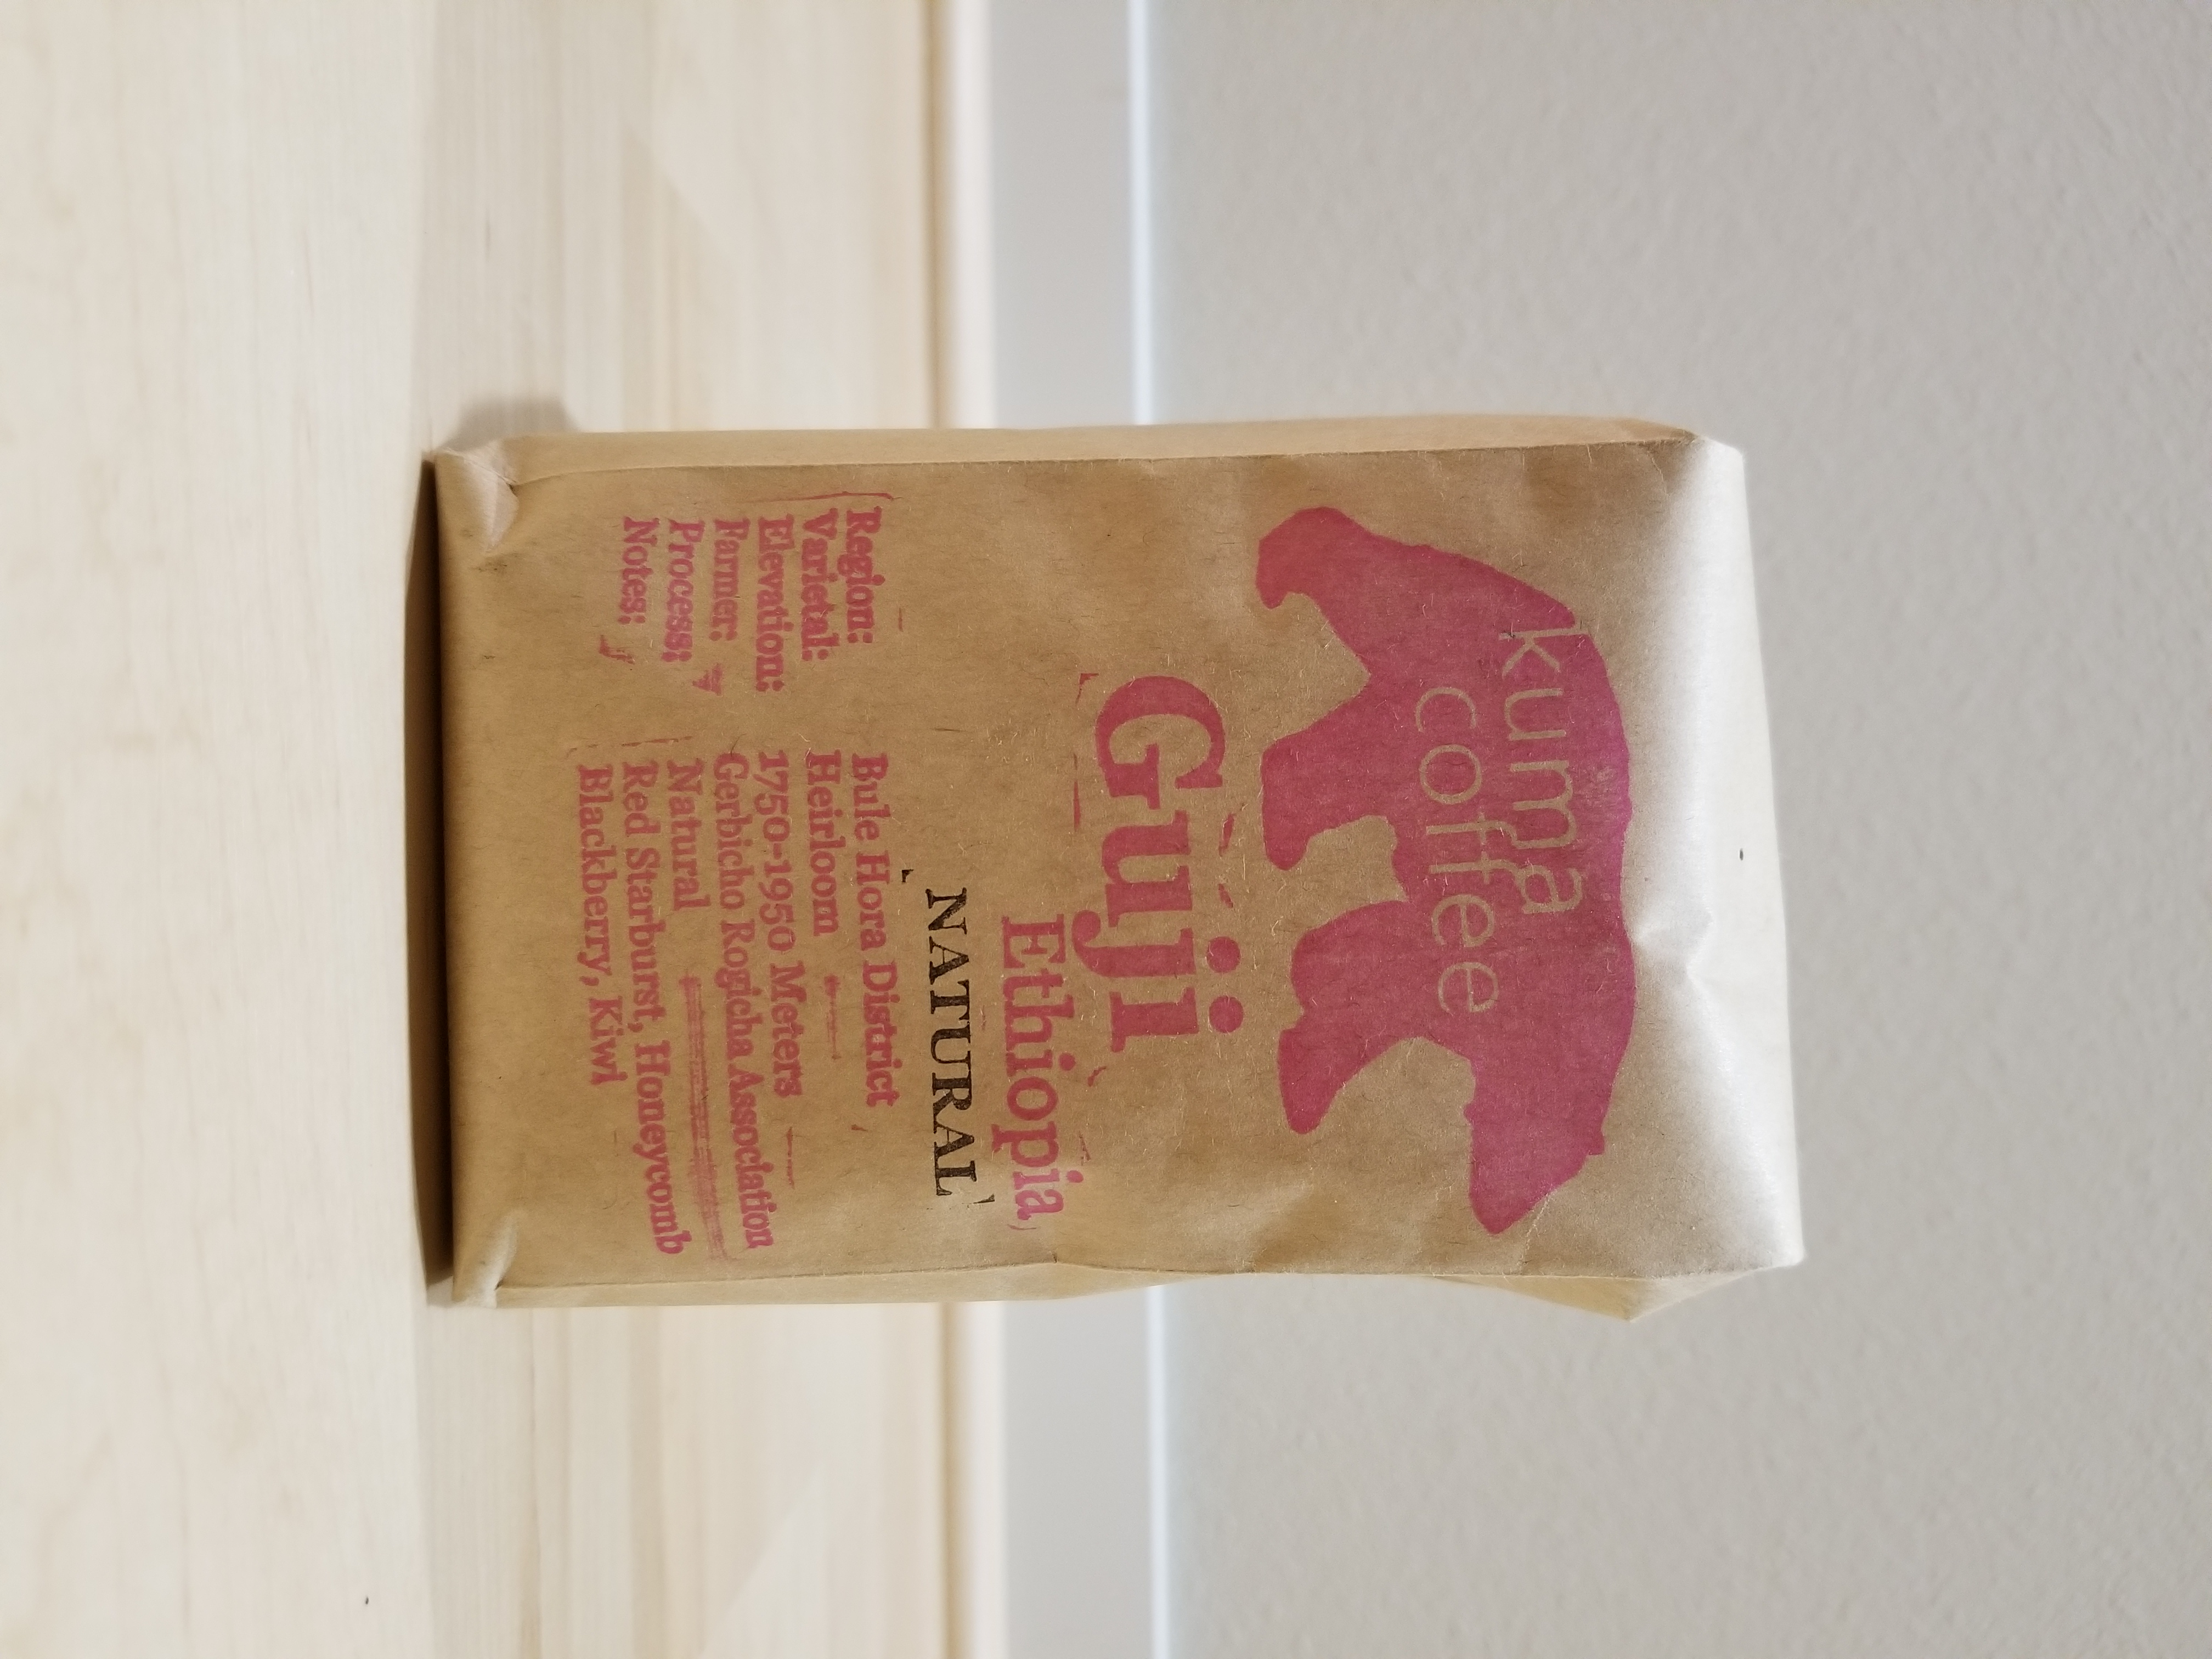 kuma
coffee
Guji
Ethiopia
NATURAL
Region: Bule Hora District
Varietal: Heirloom
Elevation: 1750-1950 Meters
Farmer: Gerbicho Rogicha Association
Process: Natural
Notes: Red Starburst, Honeycomb
Blackberry, Kiwi